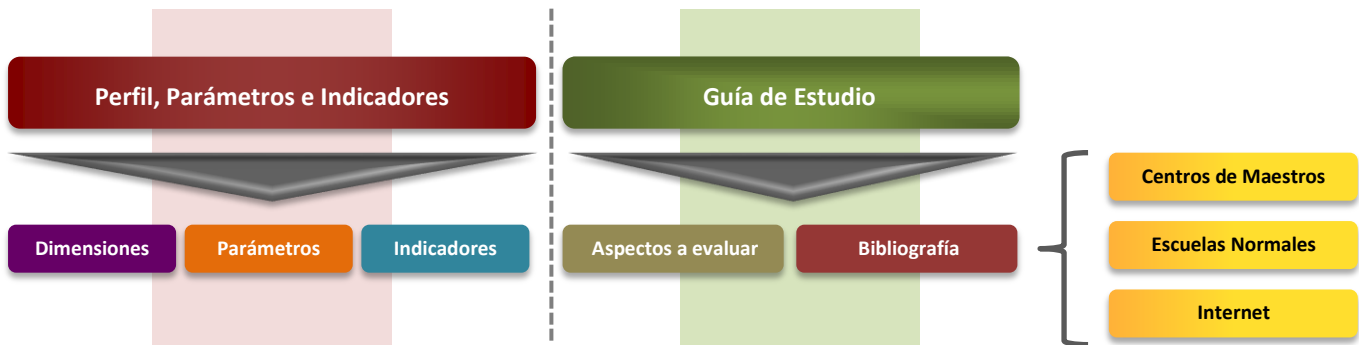 Perfil, Parámetros e Indicadores
Guía de Estudio
Dimensiones
Parámetros
Indicadores
Aspectos a evaluar
Bibliografía
Centros de Maestros
Escuelas Normales
Internet